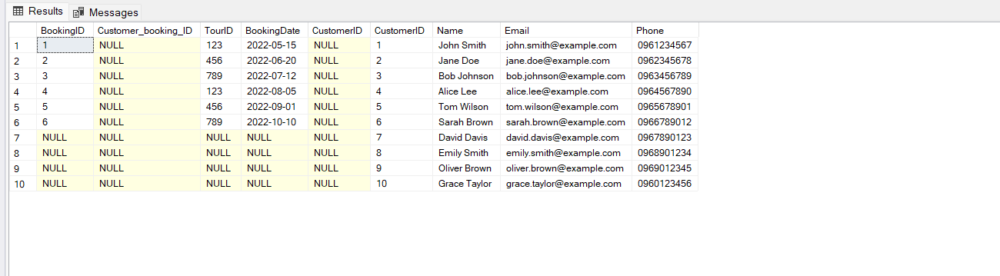 Results Messages
BookingID Customer_booking_ID TourID BookingDate CustomerID CustomerID Name Email Phone
1 1 NULL 123 2022-05-15 NULL 1 John Smith john.smith@example.com 0961234567
2 2 NULL 456 2022-06-20 NULL 2 Jane Doe jane.doe@example.com 0962345678
3 3 NULL 789 2022-07-12 NULL 3 Bob Johnson bob.johnson@example.com 0963456789
4 4 NULL 123 2022-08-05 NULL 4 Alice Lee alice.lee@example.com 0964567890
5 5 NULL 456 2022-09-01 NULL 5 Tom Wilson tom.wilson@example.com 0965678901
6 6 NULL 789 2022-10-10 NULL 6 Sarah Brown sarah.brown@example.com 0966789012
7 NULL NULL NULL NULL NULL 7 David Davis david.davis@example.com 0967890123
8 NULL NULL NULL NULL NULL 8 Emily Smith emily.smith@example.com 0968901234
9 NULL NULL NULL NULL NULL 9 Oliver Brown oliver.brown@example.com 0969012345
10 NULL NULL NULL NULL NULL 10 Grace Taylor grace.taylor@example.com 0960123456